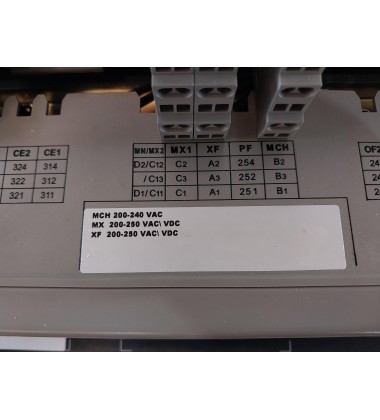 CE2 CE1 MN/MX2 MX1 XF PF MCH OF2
324 314 D2/C12 C2 A2 254 B2 24
322 312 /C13 C3 A3 252 B3 24
321 311 D1/C11 C1 A1 251 B1
MCH 200-240 VAC
MX 200-250 VAC\ VDC
XF 200-250 VAC\ VDC